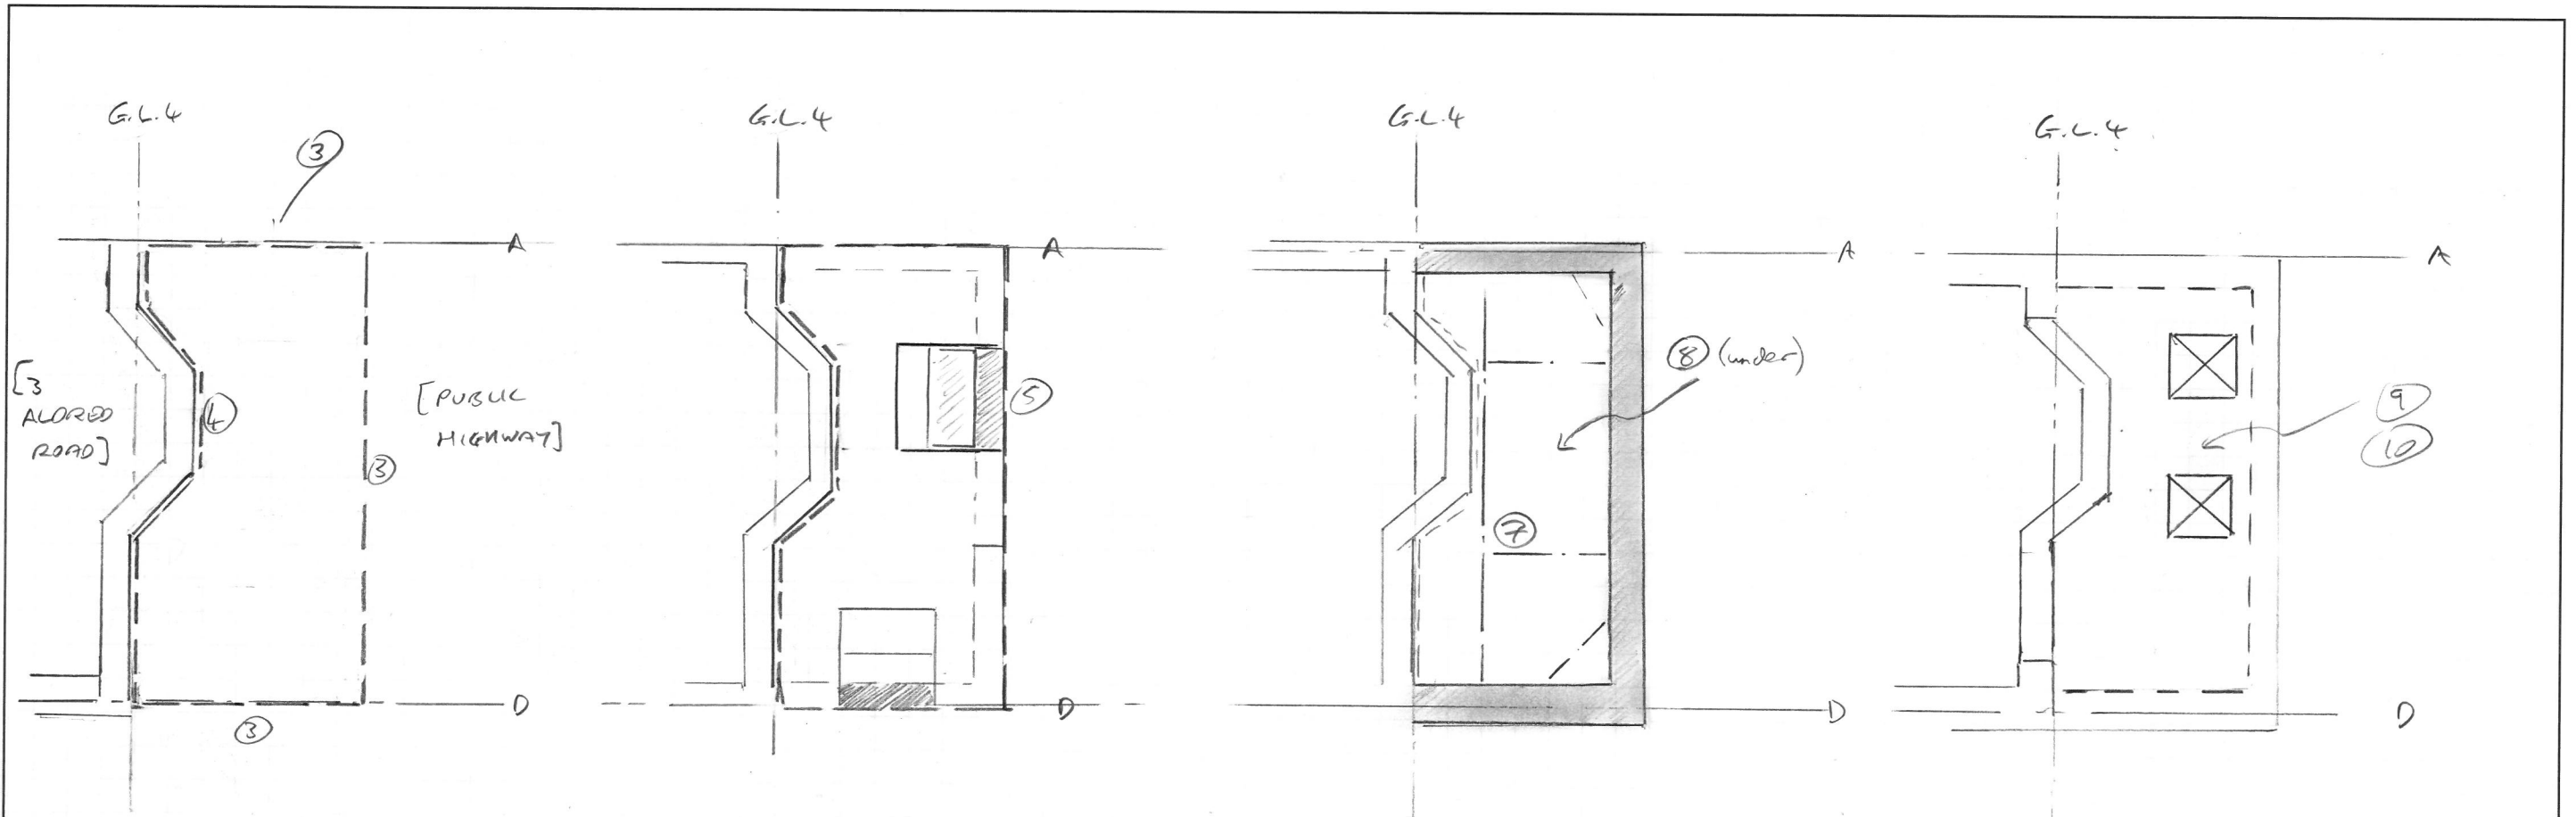 G.L.4
3
A
[3
ALDRED
ROAD]
4
[PUBLIC
HIGHWAY]
3
D
3
G.L.4
A
5
D
G.L.4
A
8 (under)
7
D
G.L.4
A
9
10
D